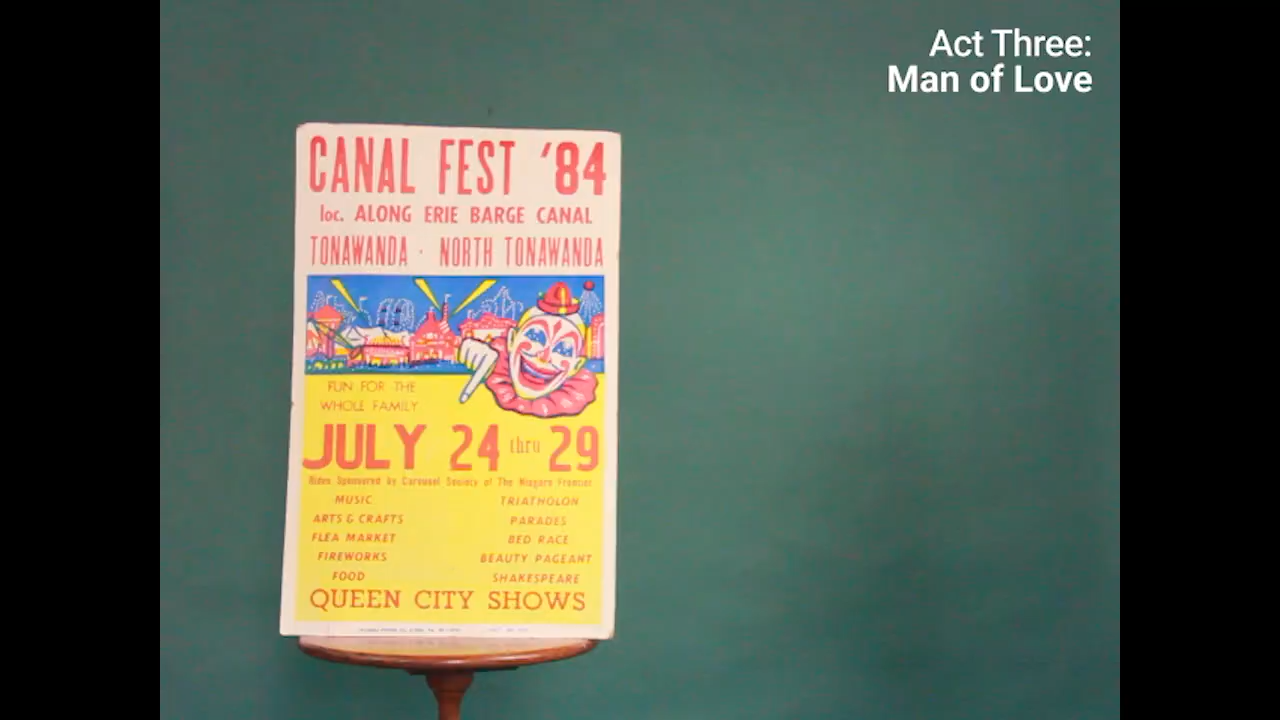 Act Three:
Man of Love
CANAL FEST '84
loc. ALONG ERIE BARGE CANAL
TONAWANDA · NORTH TONAWANDA
FUN FOR THE
WHOLE FAMILY
JULY 24 thru 29
Rides Sponsored by Carousel Society of The Niagara Frontier
MUSIC
ARTS & CRAFTS
FLEA MARKET
FIREWORKS
FOOD
TRIATHOLON
PARADES
BED RACE
BEAUTY PAGEANT
SHAKESPEARE
QUEEN CITY SHOWS